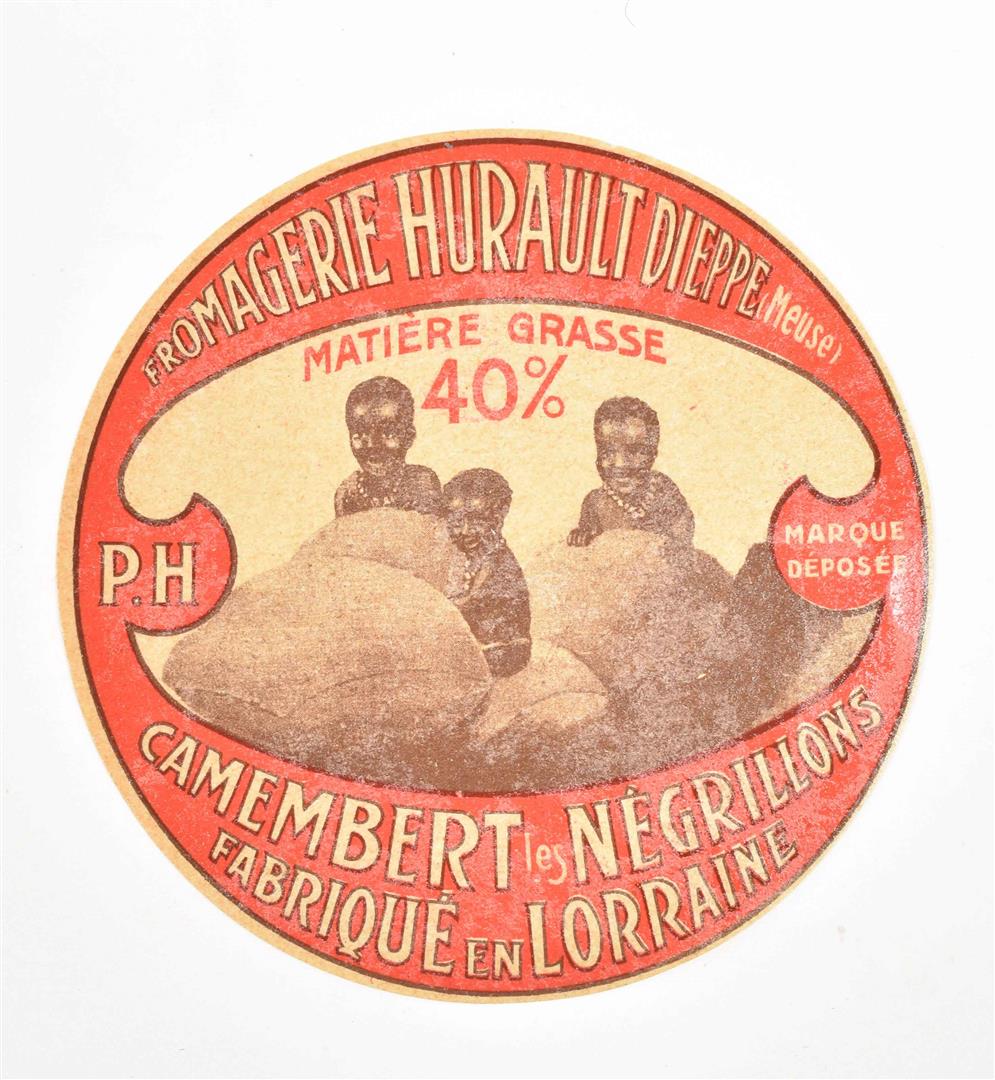 FROMAGERIE HURAULT DIEPPE (Meuse)
MATIÈRE GRASSE
40%
P.H
MARQUE
DEPOSÉE
CAMEMBERT les NÉGRILLONS
FABRIQUÉ EN LORRAINE